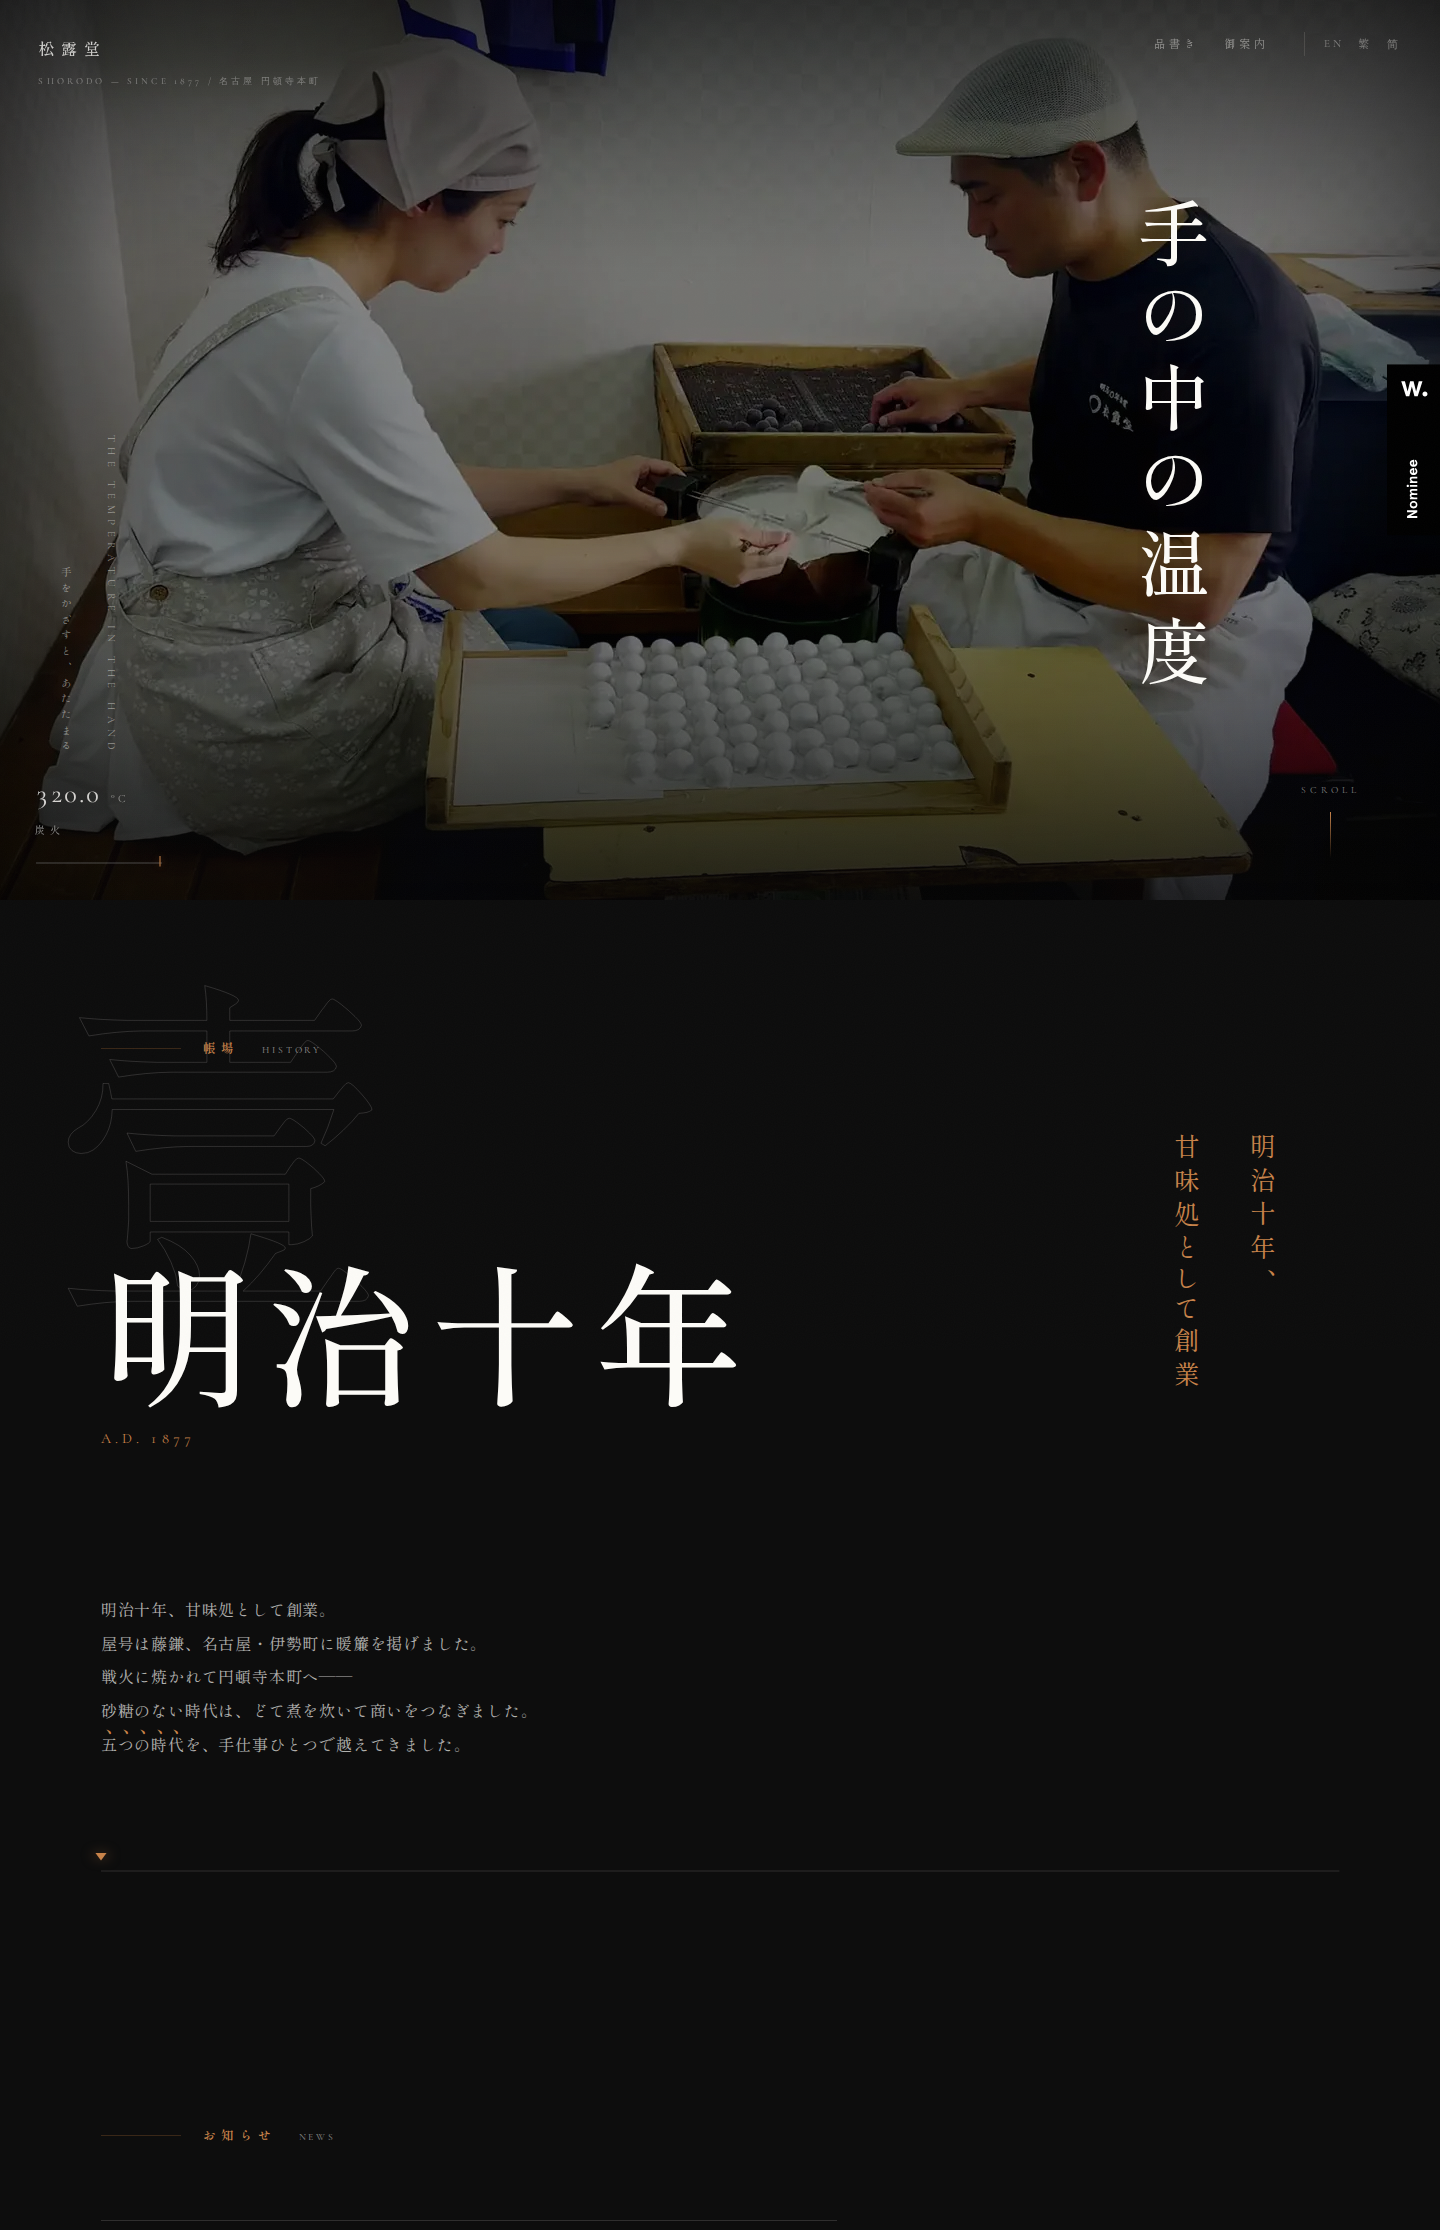 松露堂
SHORODO — SINCE 1877 / 名古屋 円頓寺本町
品書き 御案内 EN 繁 简
手の中の温度
W.
Nominee
THE TEMPERATURE IN THE HAND
手をかざすと、あたたまる
320.0 °C
炭火
SCROLL
壹
帳場 HISTORY
明治十年、
甘味処として創業
明治十年
A.D. 1877
明治十年、甘味処として創業。
屋号は藤鎌、名古屋・伊勢町に暖簾を掲げました。
戦火に焼かれて円頓寺本町へ──
砂糖のない時代は、どて煮を炊いて商いをつなぎました。
五つの時代を、手仕事ひとつで越えてきました。
お知らせ NEWS